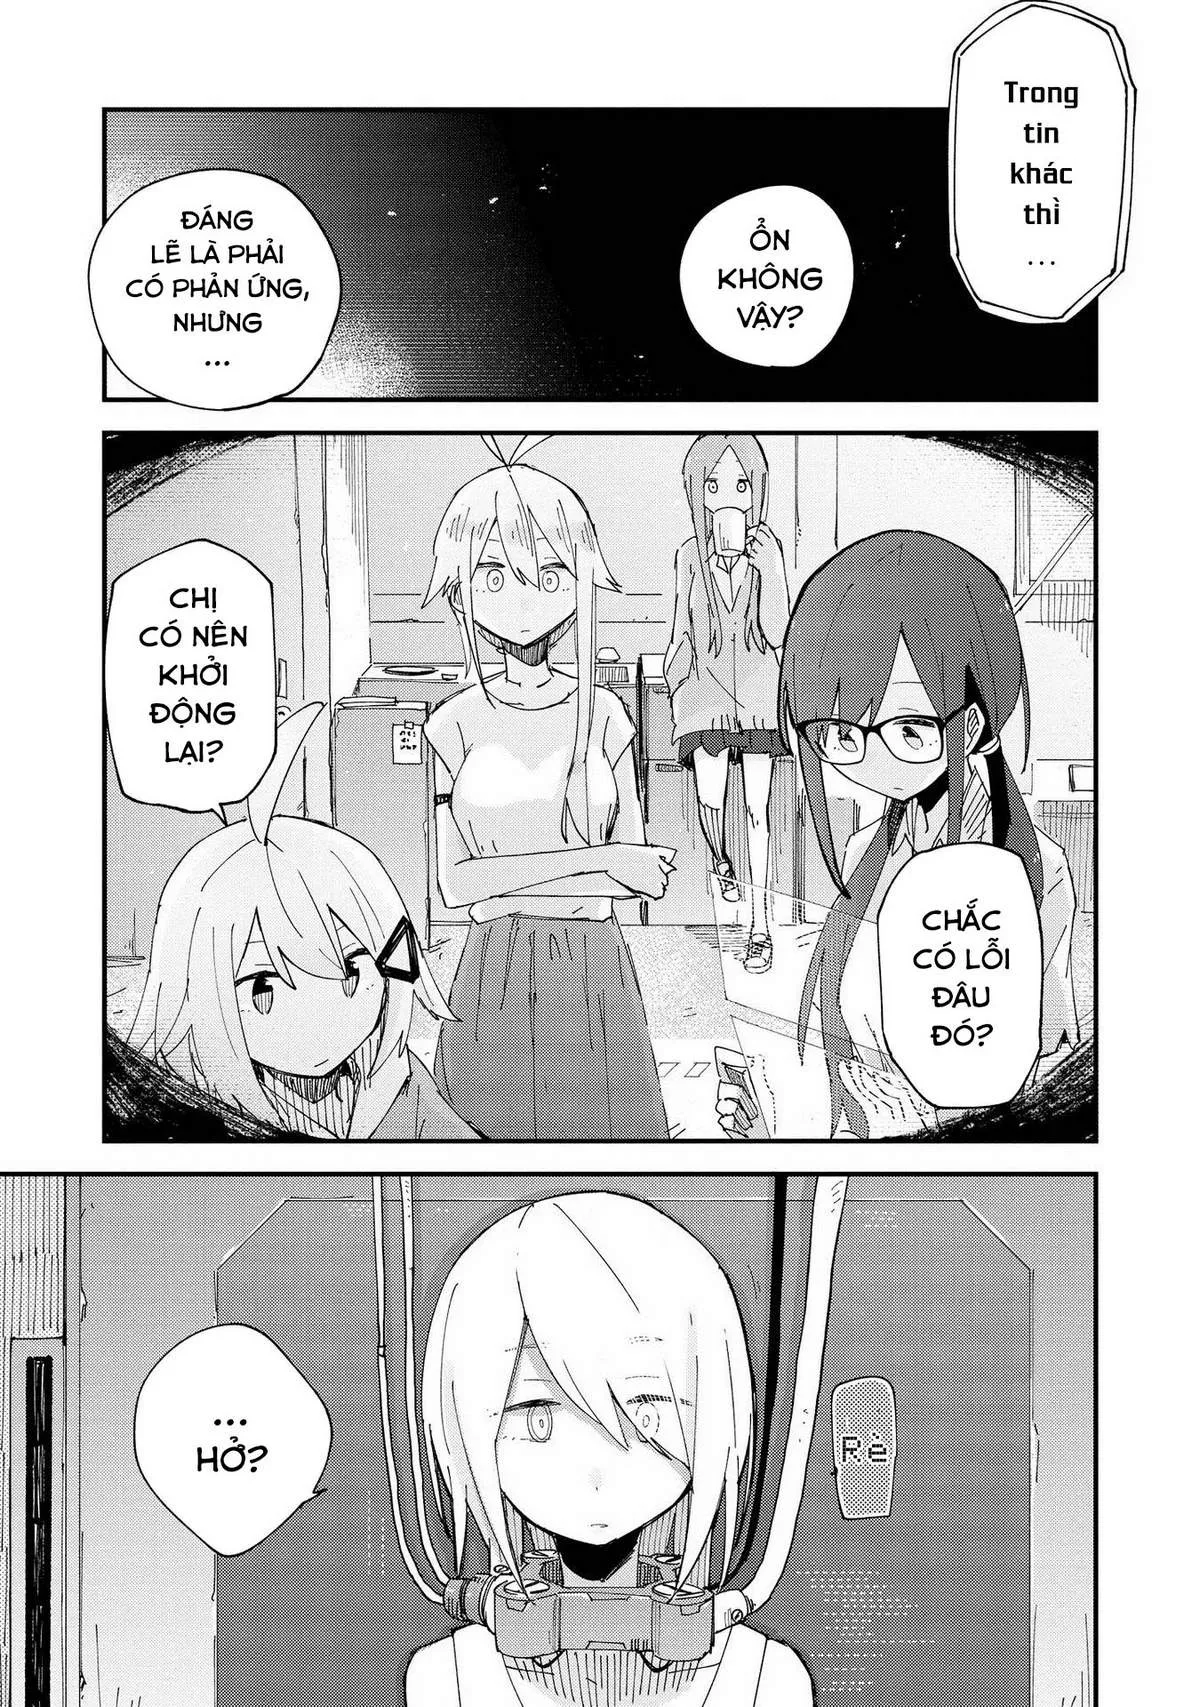 Trong
tin
khác
thì
...
ỔN
KHÔNG
VẬY?
ĐÁNG
LẼ LÀ PHẢI
CÓ PHẢN ỨNG,
NHƯNG
...
CHỊ
CÓ NÊN
KHỞI
ĐỘNG
LẠI?
CHẮC
CÓ LỖI
ĐÂU
ĐÓ?
Rè
...
HỞ?